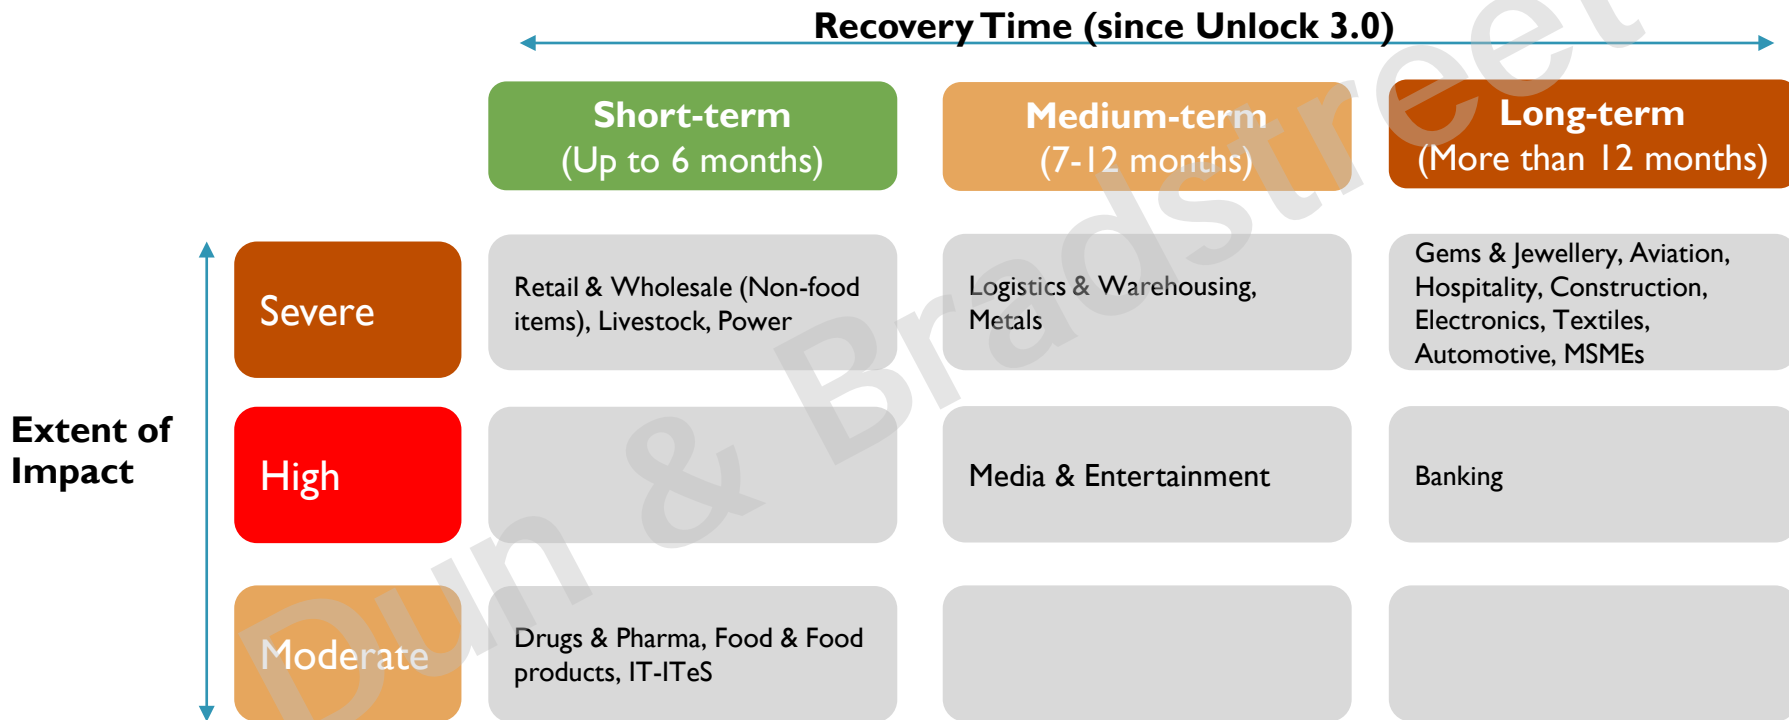 Recovery Time (since Unlock 3.0)
Short-term
(Up to 6 months)
Medium-term
(7-12 months)
Long-term
(More than 12 months)
Extent of
Impact
Severe
Retail & Wholesale (Non-food
items), Livestock, Power
Logistics & Warehousing,
Metals
Gems & Jewellery, Aviation,
Hospitality, Construction,
Electronics, Textiles,
Automotive, MSMEs
High
Media & Entertainment
Banking
Moderate
Drugs & Pharma, Food & Food
products, IT-ITeS
Dun & Bradstreet